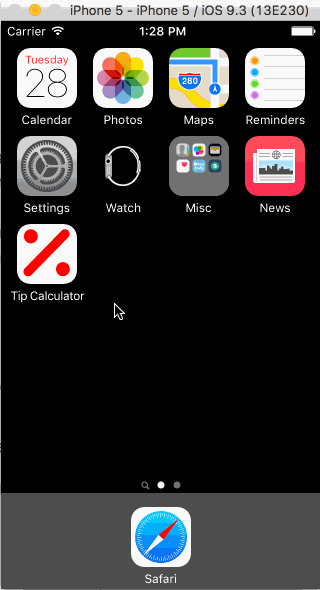 iPhone 5 - iPhone 5 / iOS 9.3 (13E230)
Carrier 1:28 PM
Tuesday
28
280
Calendar Photos Maps Reminders
Settings Watch Misc News
Tip Calculator
Safari